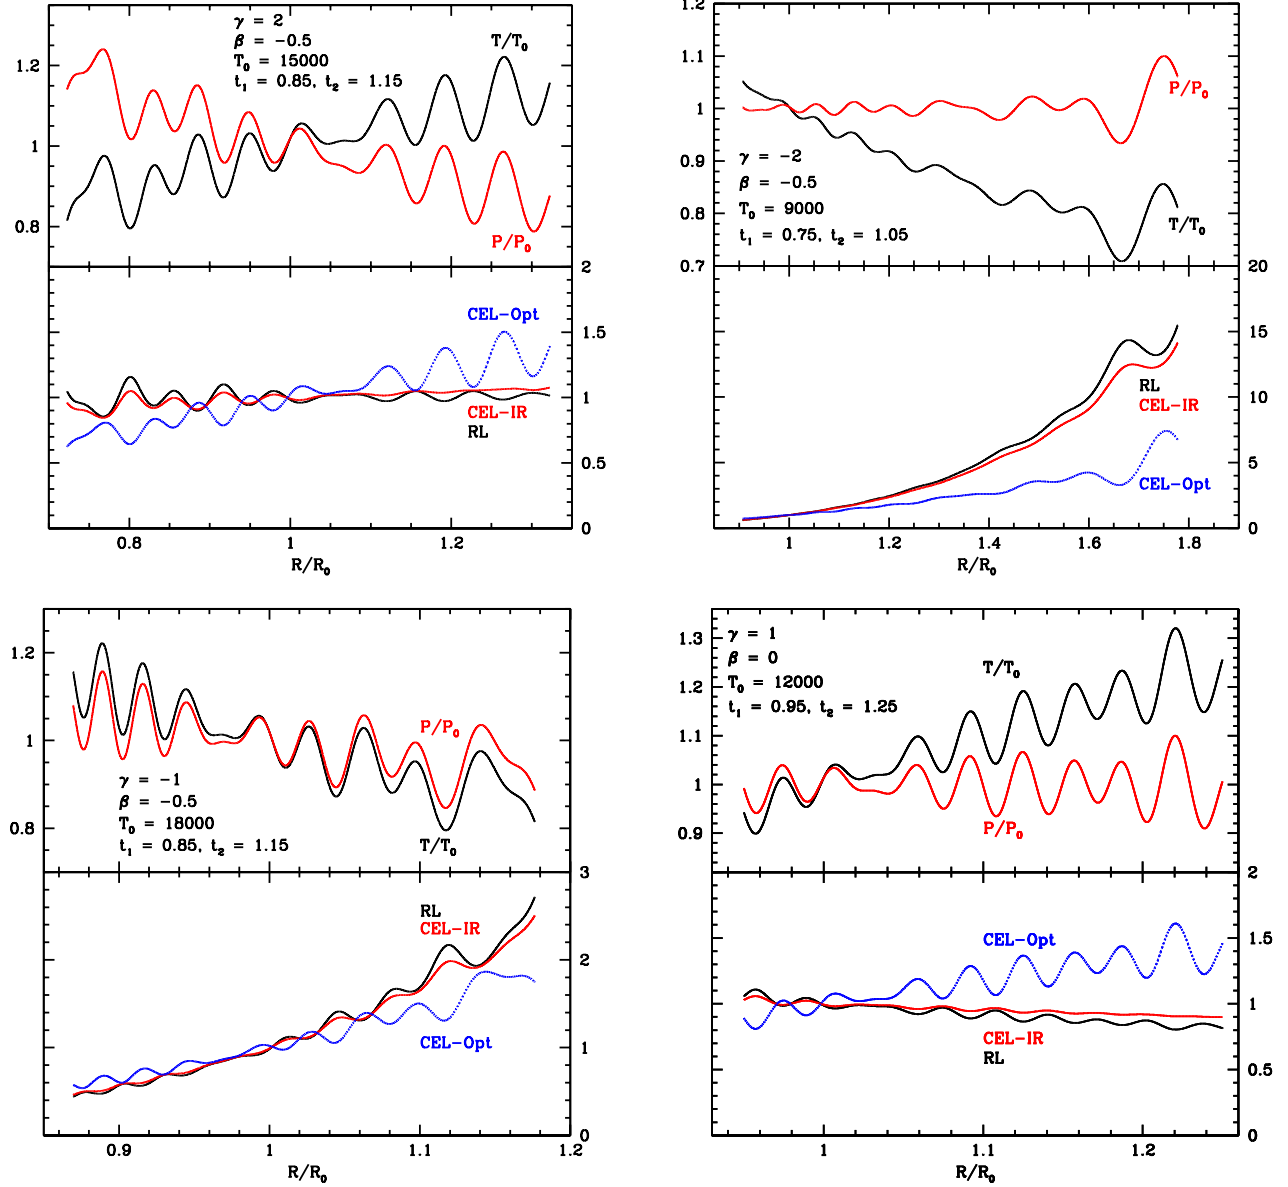 γ = 2
β = −0.5
T₀ = 15000
t₁ = 0.85, t₂ = 1.15
T/T₀
P/P₀
1.2
1
0.8
2
CEL−Opt
CEL−IR
RL
1.5
1
0.5
0
0.8
1
1.2
R/R₀
1.2
1.1
1
0.9
0.8
0.7
P/P₀
γ = −2
β = −0.5
T₀ = 9000
t₁ = 0.75, t₂ = 1.05
T/T₀
20
15
10
5
0
RL
CEL−IR
CEL−Opt
1
1.2
1.4
1.6
1.8
R/R₀
1.2
1
0.8
P/P₀
γ = −1
β = −0.5
T₀ = 18000
t₁ = 0.85, t₂ = 1.15
T/T₀
3
2
1
0
RL
CEL−IR
CEL−Opt
0.9
1
1.1
1.2
R/R₀
1.3
1.2
1.1
1
0.9
γ = 1
β = 0
T₀ = 12000
t₁ = 0.95, t₂ = 1.25
T/T₀
P/P₀
2
1.5
1
0.5
0
CEL−Opt
CEL−IR
RL
1
1.1
1.2
R/R₀